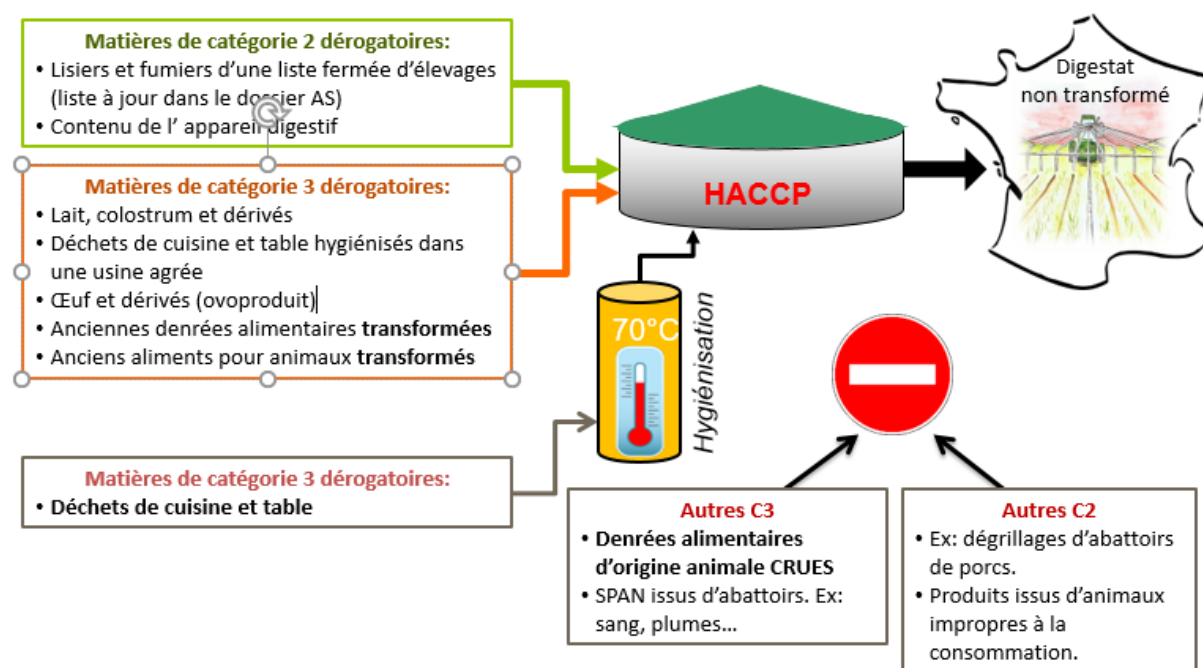 Matières de catégorie 2 dérogatoires:
• Lisiers et fumiers d’une liste fermée d’élevages
(liste à jour dans le dossier AS)
• Contenu de l’ appareil digestif
Matières de catégorie 3 dérogatoires:
• Lait, colostrum et dérivés
• Déchets de cuisine et table hygiénisés dans
une usine agrée
• Œuf et dérivés (ovoproduit)
• Anciennes denrées alimentaires transformées
• Anciens aliments pour animaux transformés
Matières de catégorie 3 dérogatoires:
• Déchets de cuisine et table
HACCP
70°C
Hygiénisation
Digestat
non transformé
Autres C3
• Denrées alimentaires
d’origine animale CRUES
• SPAN issus d’abattoirs. Ex:
sang, plumes…
Autres C2
• Ex: dégrillages d’abattoirs
de porcs.
• Produits issus d’animaux
impropres à la
consommation.